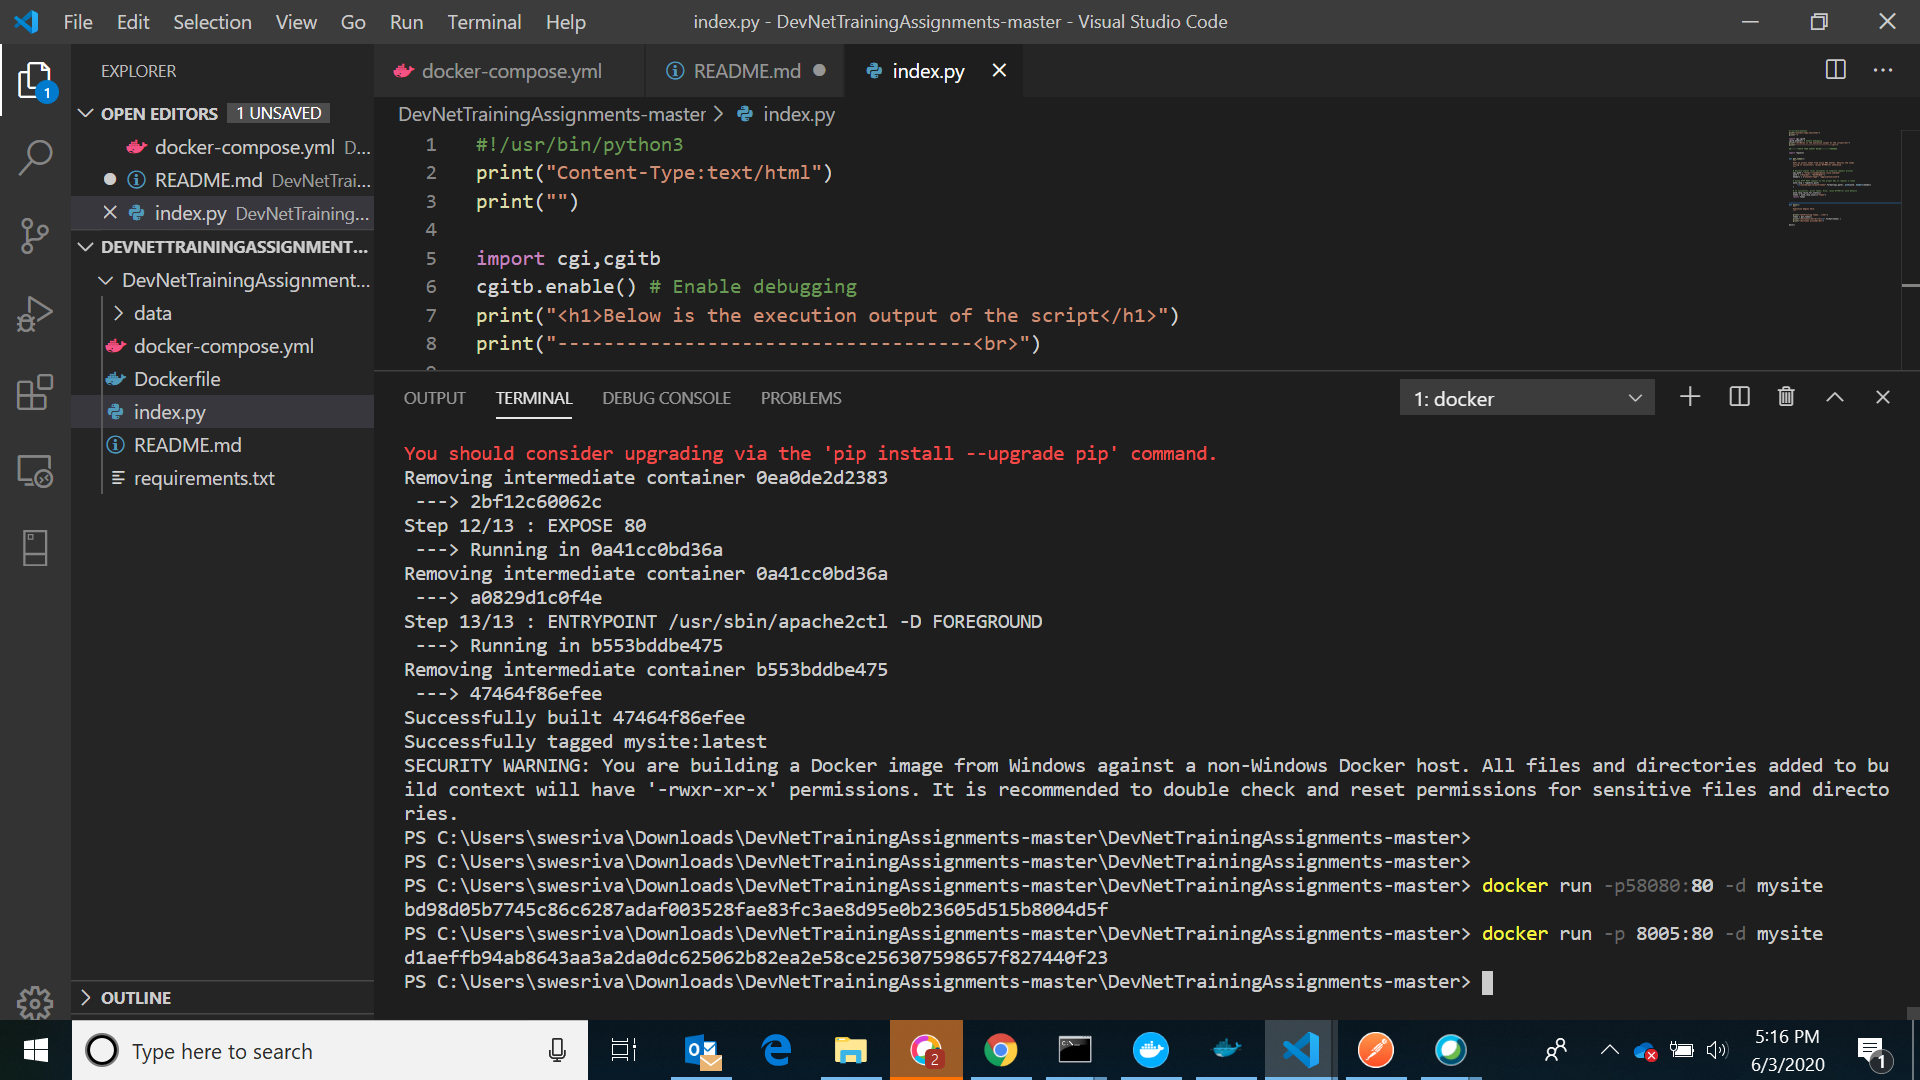 File Edit Selection View Go Run Terminal Help index.py - DevNetTrainingAssignments-master - Visual Studio Code
EXPLORER
1
OPEN EDITORS 1 UNSAVED
docker-compose.yml D...
README.md DevNetTrai...
index.py DevNetTraining...
DEVNETTRAININGASSIGNMENT...
DevNetTrainingAssignment...
data
docker-compose.yml
Dockerfile
index.py
README.md
requirements.txt
OUTLINE
docker-compose.yml README.md index.py
DevNetTrainingAssignments-master > index.py
1 #!/usr/bin/python3
2 print("Content-Type:text/html")
3 print("")
4
5 import cgi,cgitb
6 cgitb.enable() # Enable debugging
7 print("<h1>Below is the execution output of the script</h1>")
8 print("------------------------------------<br>")
OUTPUT TERMINAL DEBUG CONSOLE PROBLEMS 1: docker
You should consider upgrading via the 'pip install --upgrade pip' command.
Removing intermediate container 0ea0de2d2383
---> 2bf12c60062c
Step 12/13 : EXPOSE 80
---> Running in 0a41cc0bd36a
Removing intermediate container 0a41cc0bd36a
---> a0829d1c0f4e
Step 13/13 : ENTRYPOINT /usr/sbin/apache2ctl -D FOREGROUND
---> Running in b553bddbe475
Removing intermediate container b553bddbe475
---> 47464f86efee
Successfully built 47464f86efee
Successfully tagged mysite:latest
SECURITY WARNING: You are building a Docker image from Windows against a non-Windows Docker host. All files and directories added to bu
ild context will have '-rwxr-xr-x' permissions. It is recommended to double check and reset permissions for sensitive files and directo
ries.
PS C:\Users\swesriva\Downloads\DevNetTrainingAssignments-master\DevNetTrainingAssignments-master>
PS C:\Users\swesriva\Downloads\DevNetTrainingAssignments-master\DevNetTrainingAssignments-master>
PS C:\Users\swesriva\Downloads\DevNetTrainingAssignments-master\DevNetTrainingAssignments-master> docker run -p58080:80 -d mysite
bd98d05b7745c86c6287adaf003528fae83fc3ae8d95e0b23605d515b8004d5f
PS C:\Users\swesriva\Downloads\DevNetTrainingAssignments-master\DevNetTrainingAssignments-master> docker run -p 8005:80 -d mysite
d1aeffb94ab8643aa3a2da0dc625062b82ea2e58ce256307598657f827440f23
PS C:\Users\swesriva\Downloads\DevNetTrainingAssignments-master\DevNetTrainingAssignments-master>
Type here to search
2
5:16 PM
6/3/2020
1